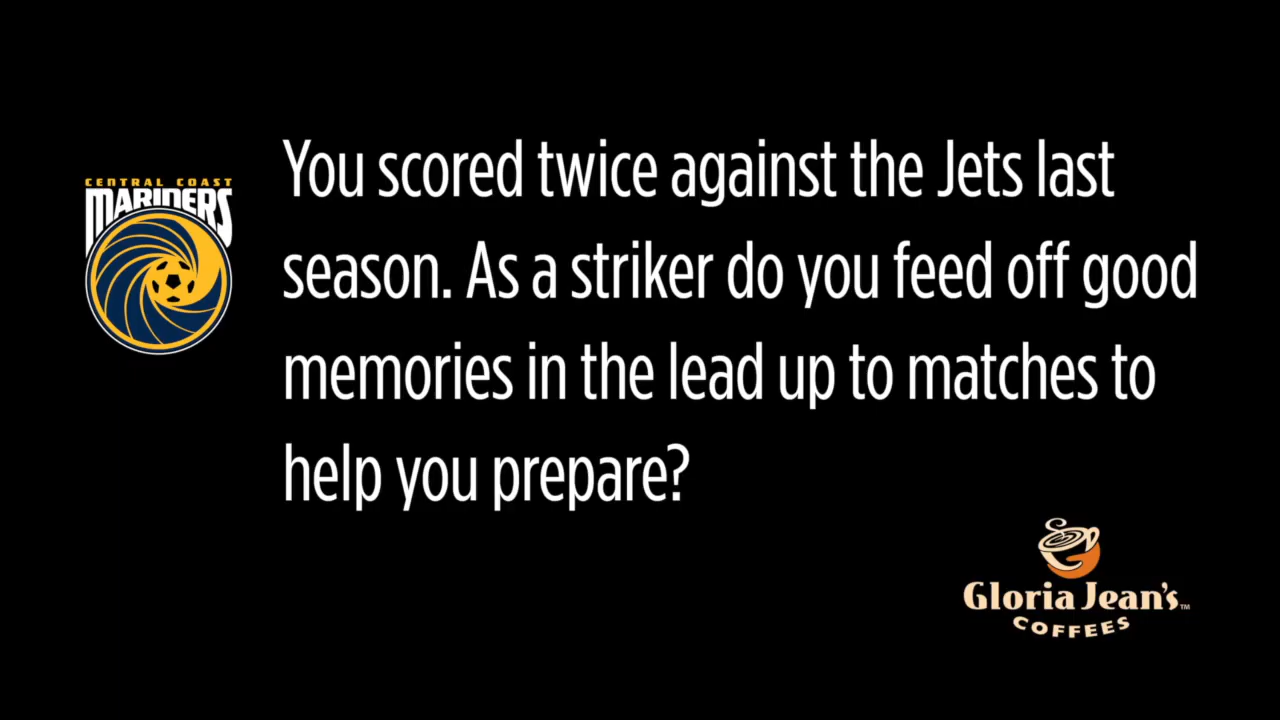 CENTRAL COAST
MARINERS
You scored twice against the Jets last
season. As a striker do you feed off good
memories in the lead up to matches to
help you prepare?
Gloria Jean's™
COFFEES